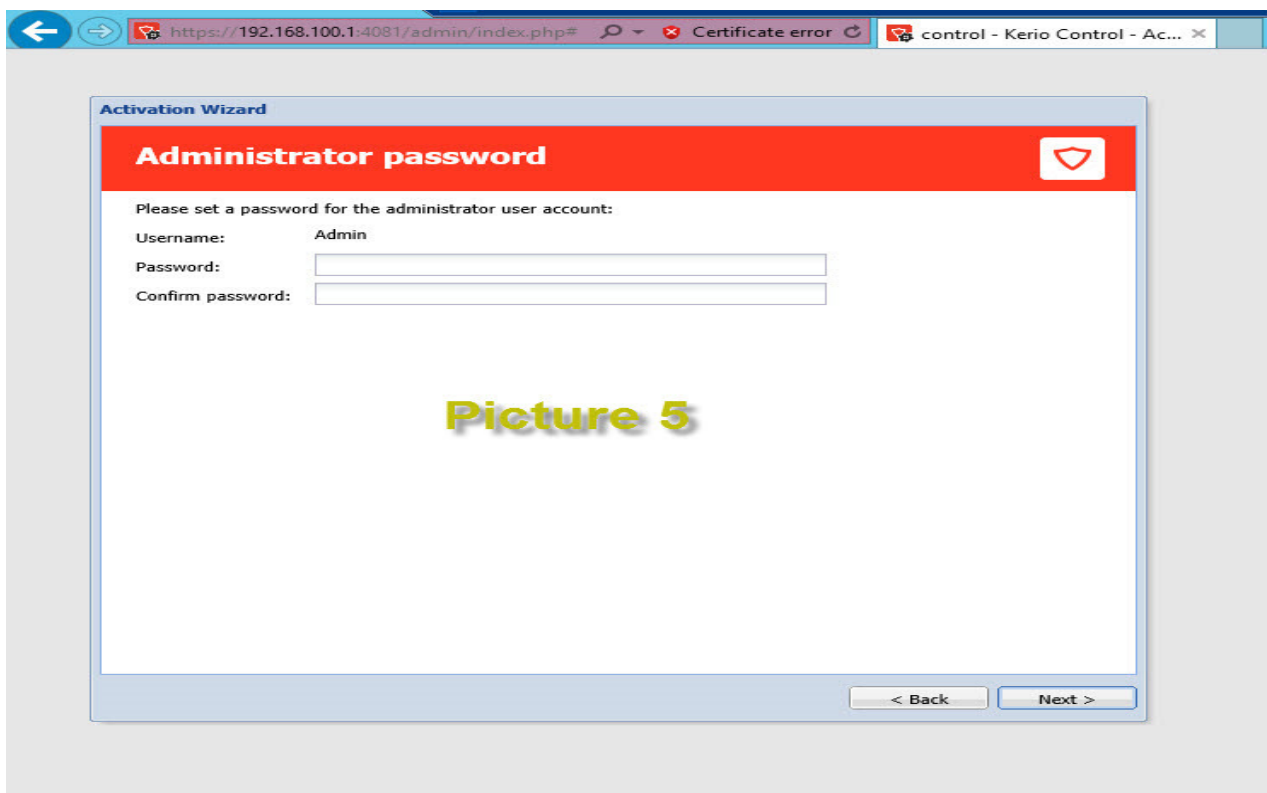 https://192.168.100.1:4081/admin/index.php# Certificate error control - Kerio Control - Ac...
Activation Wizard
Administrator password
Please set a password for the administrator user account:
Username: Admin
Password:
Confirm password:
Picture 5
< Back Next >